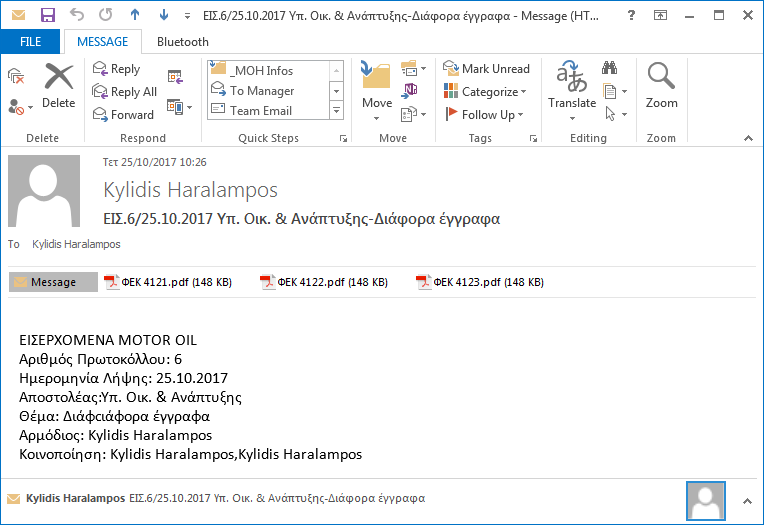 ΕΙΣ.6/25.10.2017 Υπ. Οικ. & Ανάπτυξης-Διάφορα έγγραφα - Message (HT...
FILE MESSAGE Bluetooth
Delete
Delete
Reply
Reply All
Forward
Respond
_MOH Infos
To Manager
Team Email
Quick Steps
Move
Move
Mark Unread
Categorize
Follow Up
Tags
Translate
Editing
Zoom
Zoom
Τετ 25/10/2017 10:26
Kylidis Haralampos
ΕΙΣ.6/25.10.2017 Υπ. Οικ. & Ανάπτυξης-Διάφορα έγγραφα
To Kylidis Haralampos
Message ΦΕΚ 4121.pdf (148 KB) ΦΕΚ 4122.pdf (148 KB) ΦΕΚ 4123.pdf (148 KB)
ΕΙΣΕΡΧΟΜΕΝΑ MOTOR OIL
Αριθμός Πρωτοκόλλου: 6
Ημερομηνία Λήψης: 25.10.2017
Αποστολέας:Υπ. Οικ. & Ανάπτυξης
Θέμα: Διάφσιάφορα έγγραφα
Αρμόδιος: Kylidis Haralampos
Κοινοποίηση: Kylidis Haralampos,Kylidis Haralampos
Kylidis Haralampos ΕΙΣ.6/25.10.2017 Υπ. Οικ. & Ανάπτυξης-Διάφορα έγγραφα